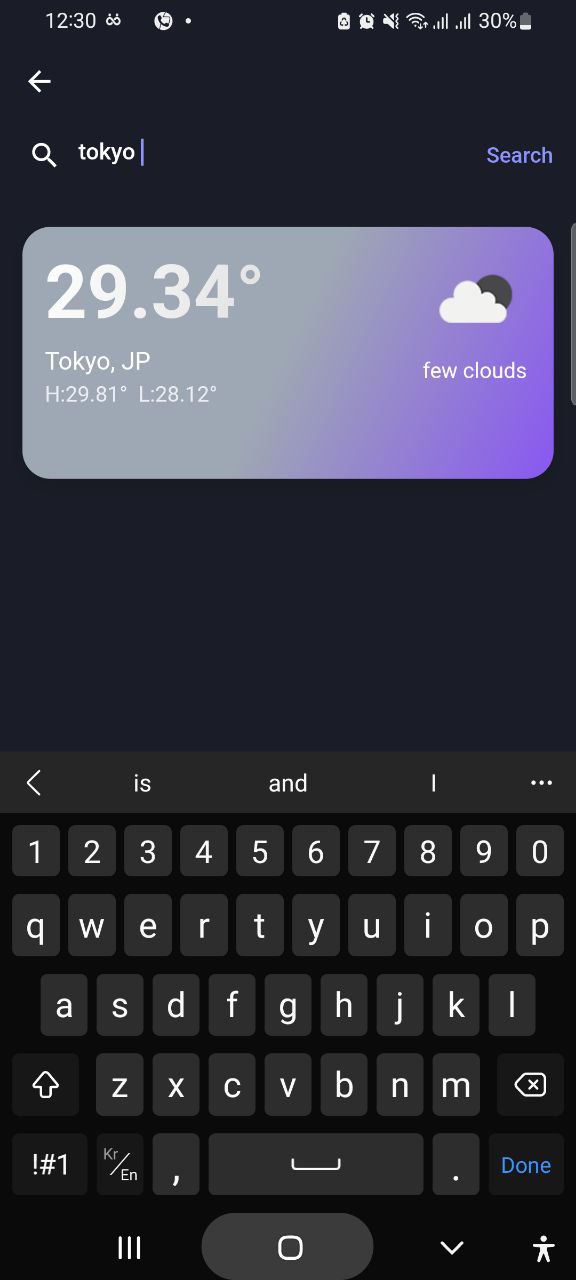 12:30 30%
tokyo Search
29.34°
Tokyo, JP
few clouds
H:29.81° L:28.12°
is and I
1 2 3 4 5 6 7 8 9 0
q w e r t y u i o p
a s d f g h j k l
z x c v b n m
!#1 Kr/En , . Done